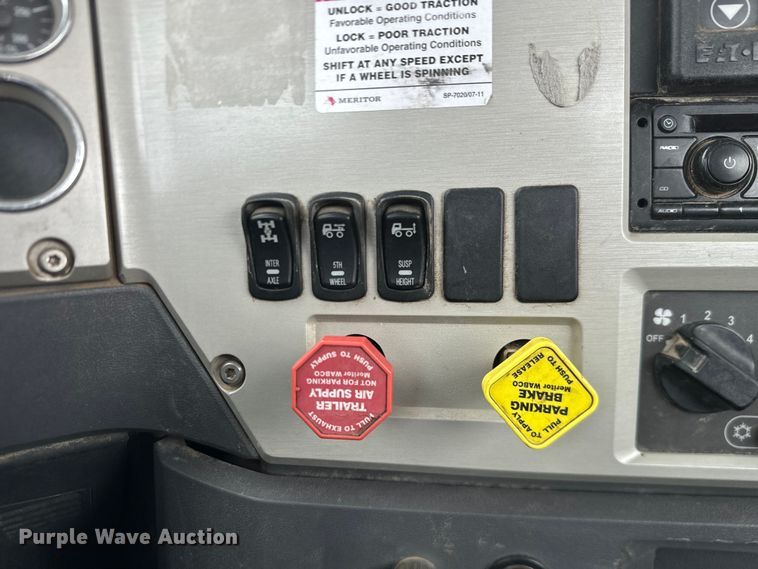 UNLOCK = GOOD TRACTION
Favorable Operating Conditions
LOCK = POOR TRACTION
Unfavorable Operating Conditions
SHIFT AT ANY SPEED EXCEPT
IF A WHEEL IS SPINNING
MERITOR
SP-7020/07-11
RADIO
CD
AUDIO
INTER
AXLE
5TH
WHEEL
SUSP
HEIGHT
OFF 1 2 3 4
PULL TO EXHAUST
TRAILER
AIR SUPPLY
NOT FOR PARKING
Meritor WABCO
PUSH TO SUPPLY
PULL
TO APPLY
PARKING
BRAKE
Meritor WABCO
PUSH TO
RELEASE
Purple Wave Auction